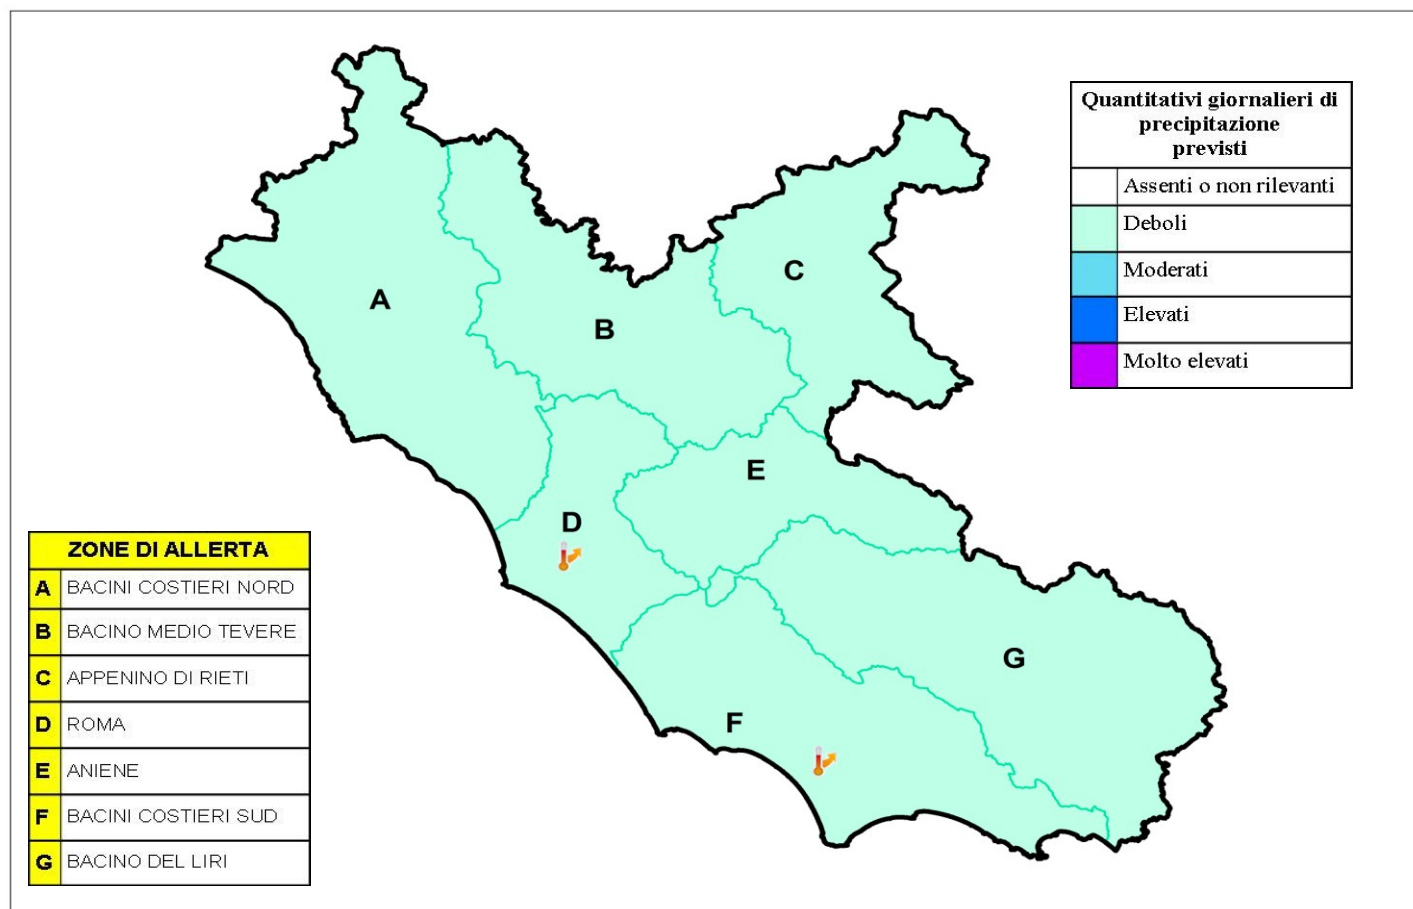 Quantitativi giornalieri di
precipitazione
previsti
Assenti o non rilevanti
Deboli
Moderati
Elevati
Molto elevati
A
B
C
E
D
G
F
ZONE DI ALLERTA
A BACINI COSTIERI NORD
B BACINO MEDIO TEVERE
C APPENINO DI RIETI
D ROMA
E ANIENE
F BACINI COSTIERI SUD
G BACINO DEL LIRI